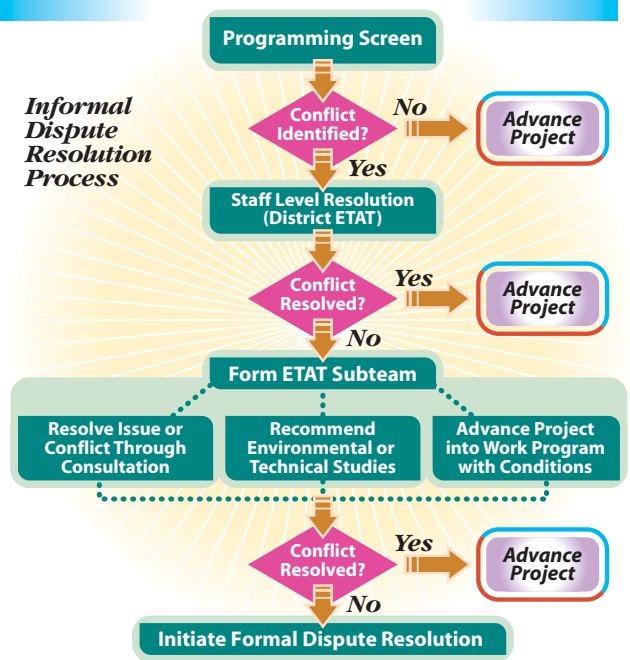 Programming Screen
Informal
Dispute
Resolution
Process
Conflict
Identified?
No
Advance
Project
Yes
Staff Level Resolution
(District ETAT)
Conflict
Resolved?
Yes
Advance
Project
No
Form ETAT Subteam
Resolve Issue or
Conflict Through
Consultation
Recommend
Environmental or
Technical Studies
Advance Project
into Work Program
with Conditions
Conflict
Resolved?
Yes
Advance
Project
No
Initiate Formal Dispute Resolution